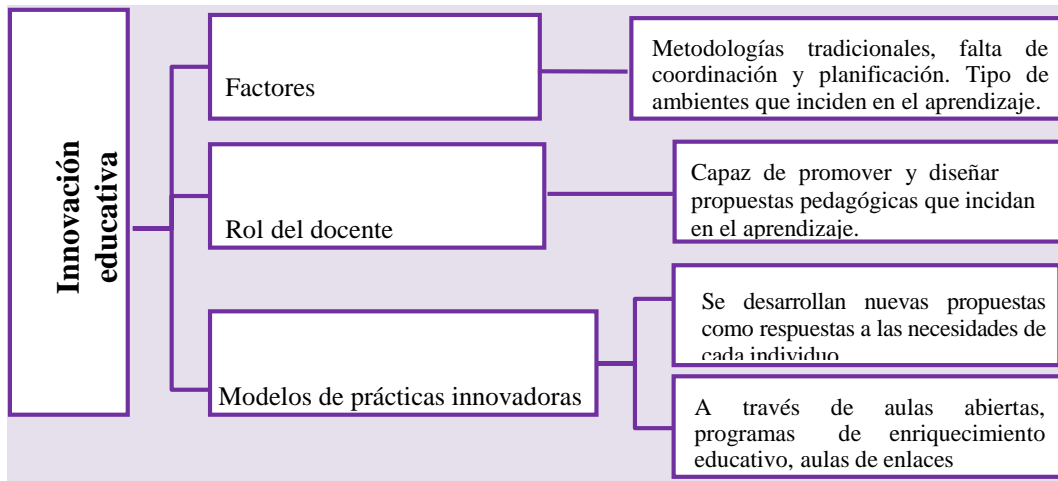 Innovación
educativa
Factores
Metodologías tradicionales, falta de
coordinación y planificación. Tipo de
ambientes que inciden en el aprendizaje.
Rol del docente
Capaz de promover y diseñar
propuestas pedagógicas que incidan
en el aprendizaje.
Modelos de prácticas innovadoras
Se desarrollan nuevas propuestas
como respuestas a las necesidades de
cada individuo
A través de aulas abiertas,
programas de enriquecimiento
educativo, aulas de enlaces